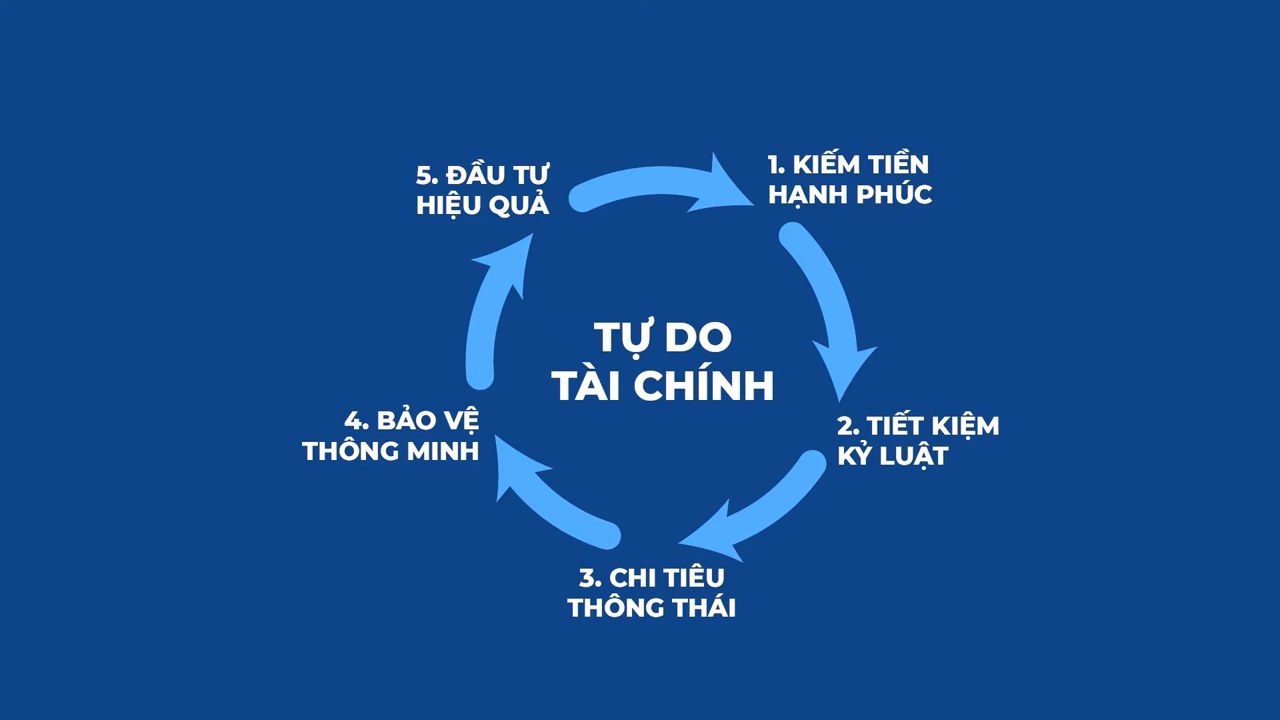 TỰ DO
TÀI CHÍNH
1. KIẾM TIỀN
HẠNH PHÚC
2. TIẾT KIỆM
KỶ LUẬT
3. CHI TIÊU
THÔNG THÁI
4. BẢO VỆ
THÔNG MINH
5. ĐẦU TƯ
HIỆU QUẢ